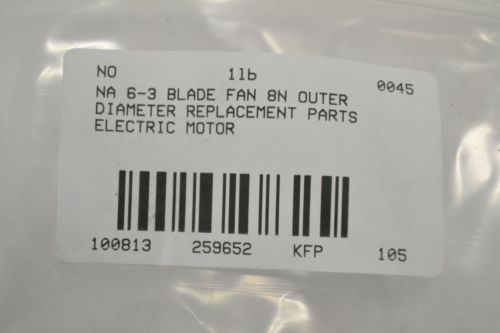 NO 1lb 0045
NA 6-3 BLADE FAN 8N OUTER
DIAMETER REPLACEMENT PARTS
ELECTRIC MOTOR
100813 259652 KFP 105